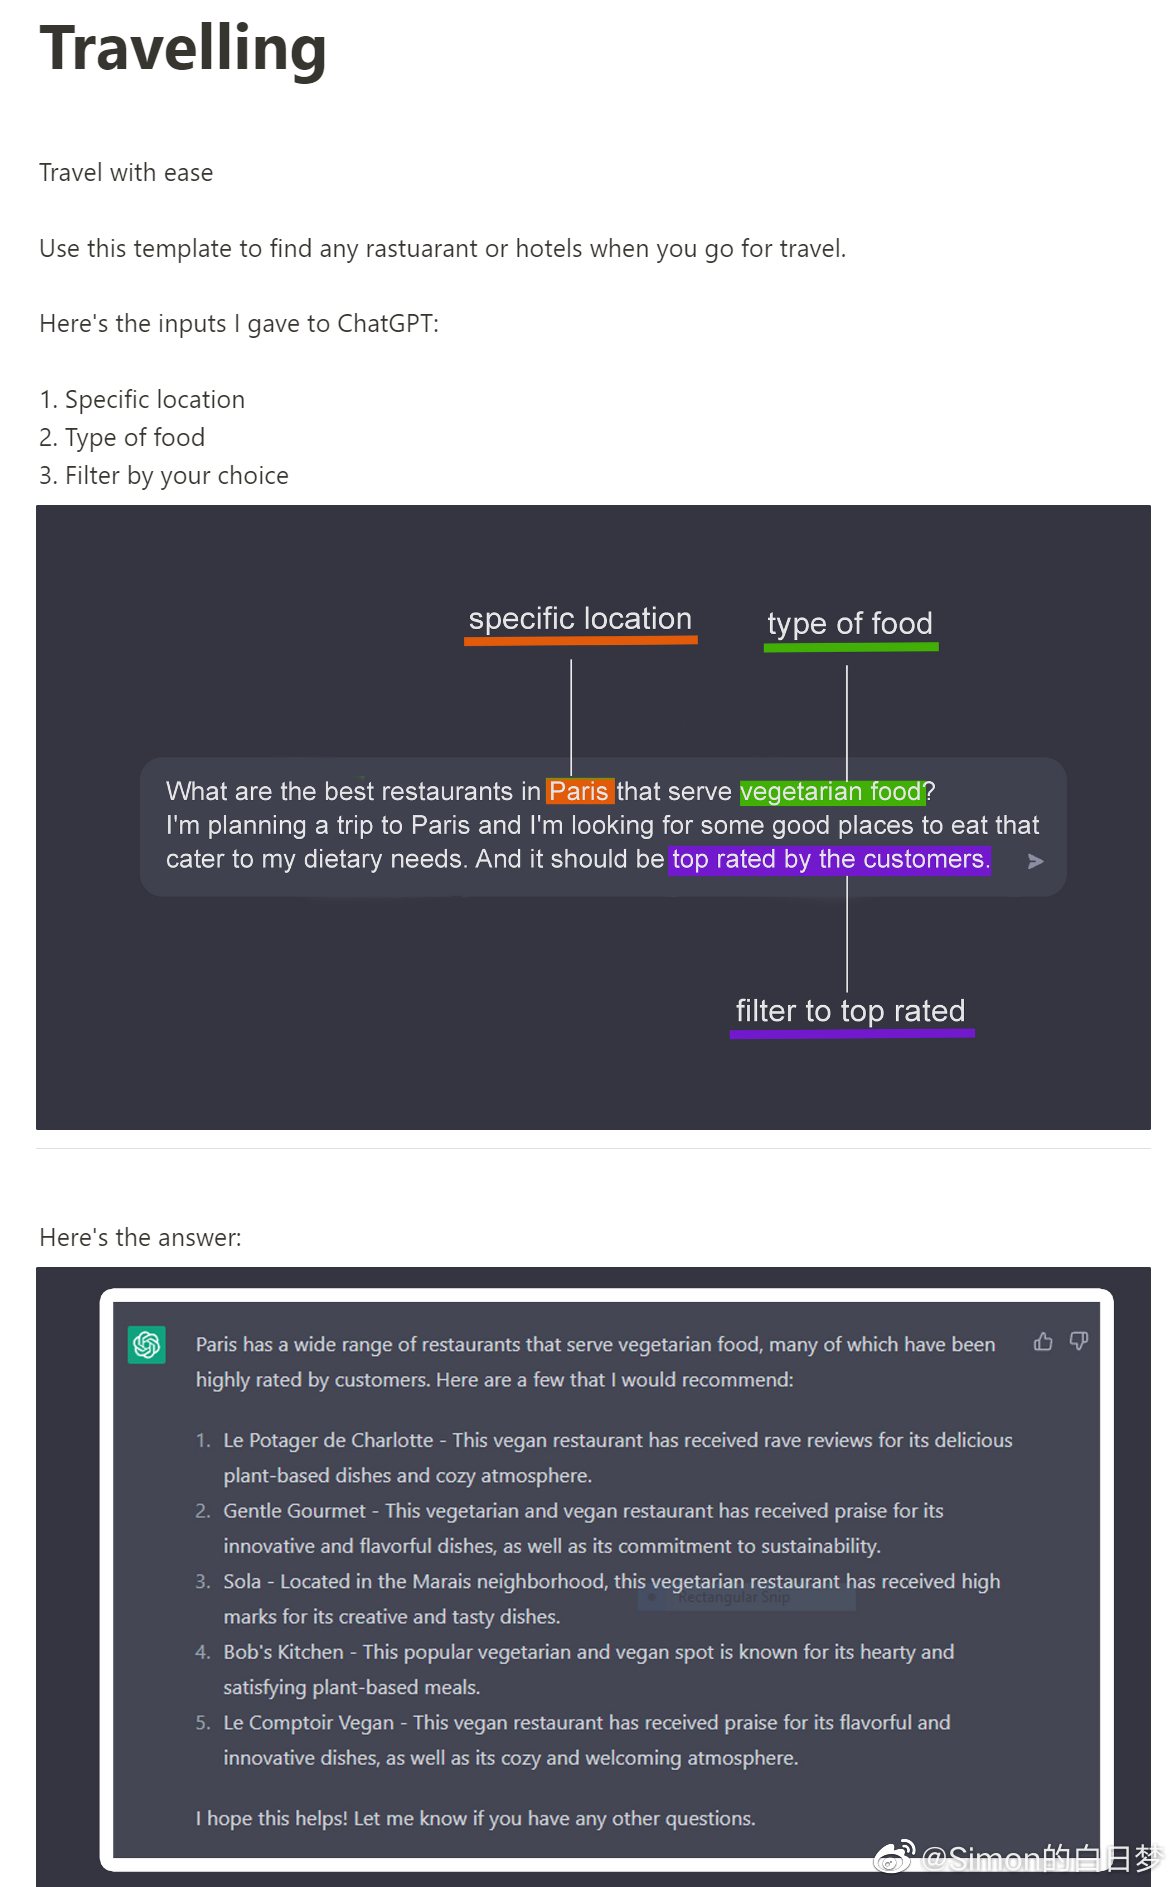 Travelling
Travel with ease
Use this template to find any rastuarant or hotels when you go for travel.
Here's the inputs I gave to ChatGPT:
1. Specific location
2. Type of food
3. Filter by your choice
specific location
type of food
What are the best restaurants in Paris that serve vegetarian food?
I'm planning a trip to Paris and I'm looking for some good places to eat that
cater to my dietary needs. And it should be top rated by the customers.
filter to top rated
Here's the answer:
Paris has a wide range of restaurants that serve vegetarian food, many of which have been
highly rated by customers. Here are a few that I would recommend:
1. Le Potager de Charlotte - This vegan restaurant has received rave reviews for its delicious
plant-based dishes and cozy atmosphere.
2. Gentle Gourmet - This vegetarian and vegan restaurant has received praise for its
innovative and flavorful dishes, as well as its commitment to sustainability.
3. Sola - Located in the Marais neighborhood, this vegetarian restaurant has received high
Rectangular Snip
marks for its creative and tasty dishes.
4. Bob's Kitchen - This popular vegetarian and vegan spot is known for its hearty and
satisfying plant-based meals.
5. Le Comptoir Vegan - This vegan restaurant has received praise for its flavorful and
innovative dishes, as well as its cozy and welcoming atmosphere.
I hope this helps! Let me know if you have any other questions.
@Simon的白日梦